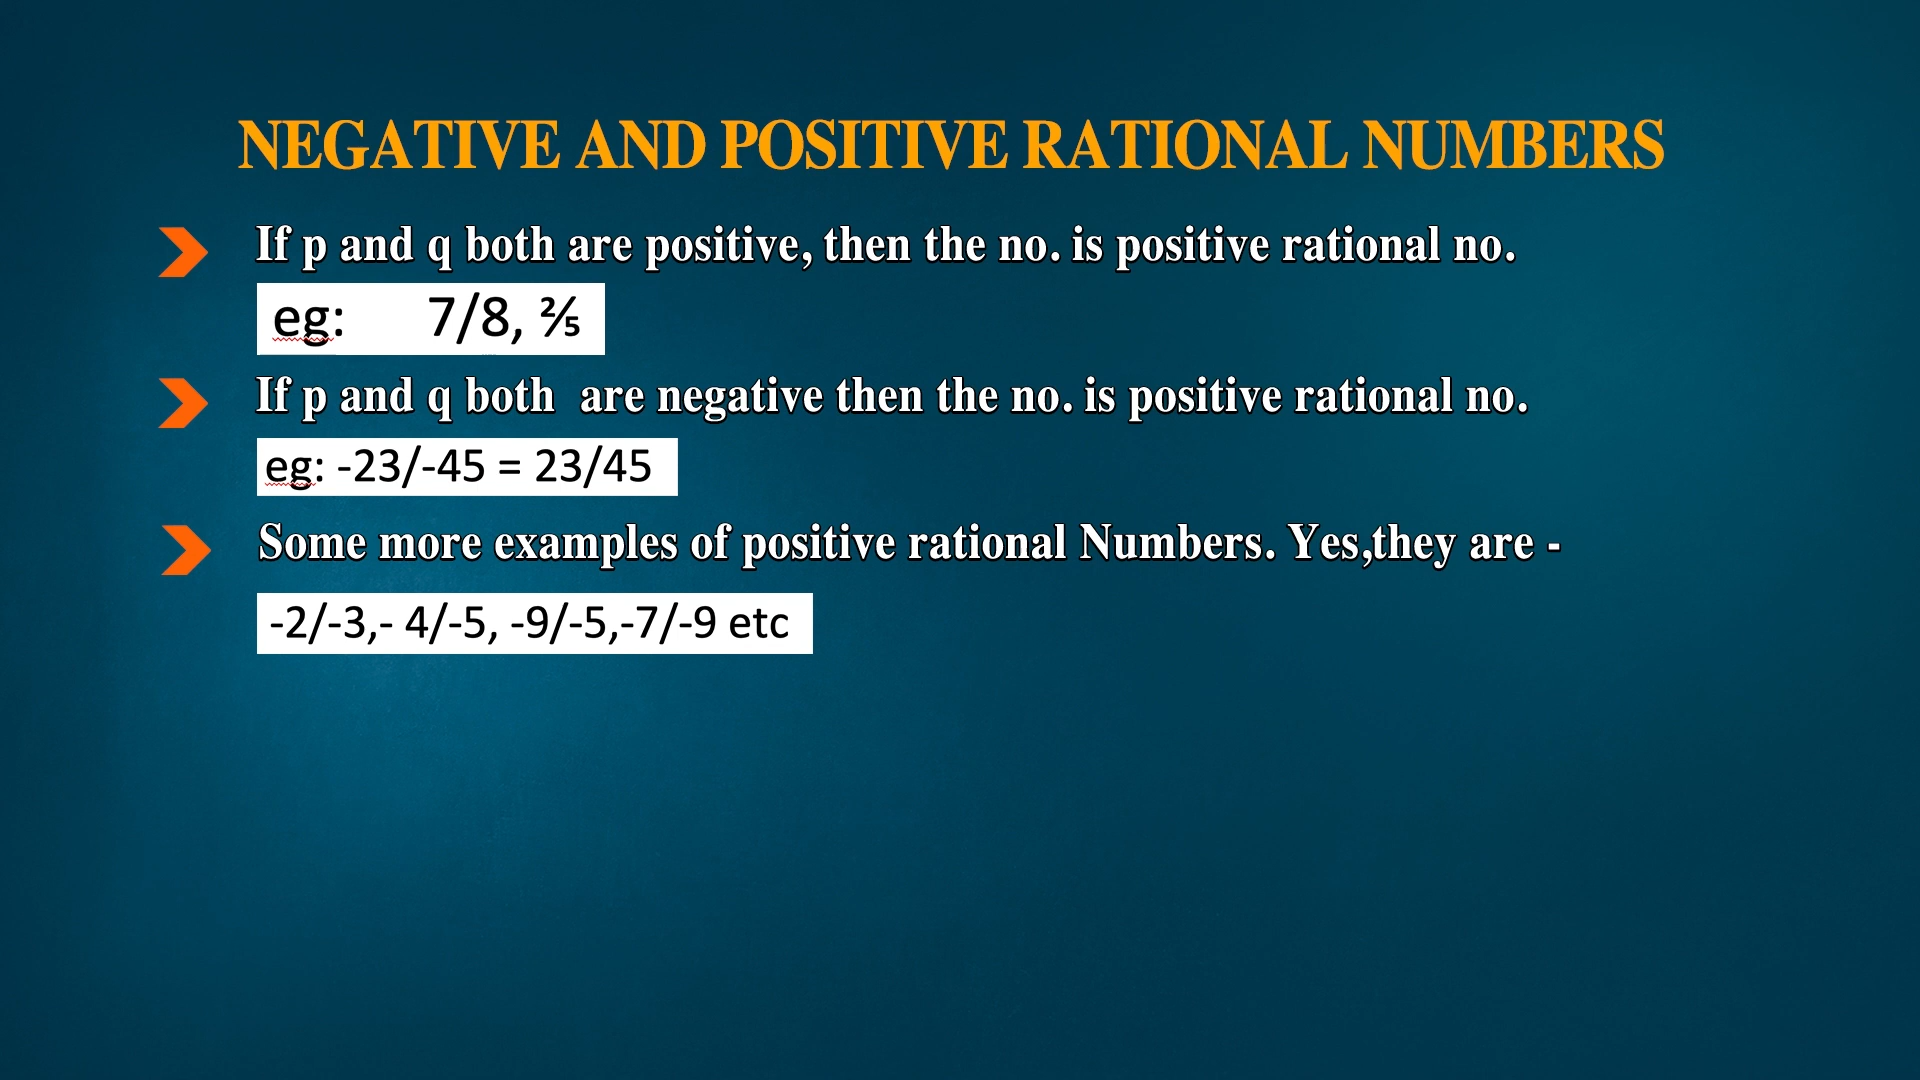 NEGATIVE AND POSITIVE RATIONAL NUMBERS
If p and q both are positive, then the no. is positive rational no.
eg: 7/8, ⅖
If p and q both are negative then the no. is positive rational no.
eg: -23/-45 = 23/45
Some more examples of positive rational Numbers. Yes,they are -
-2/-3,- 4/-5, -9/-5,-7/-9 etc